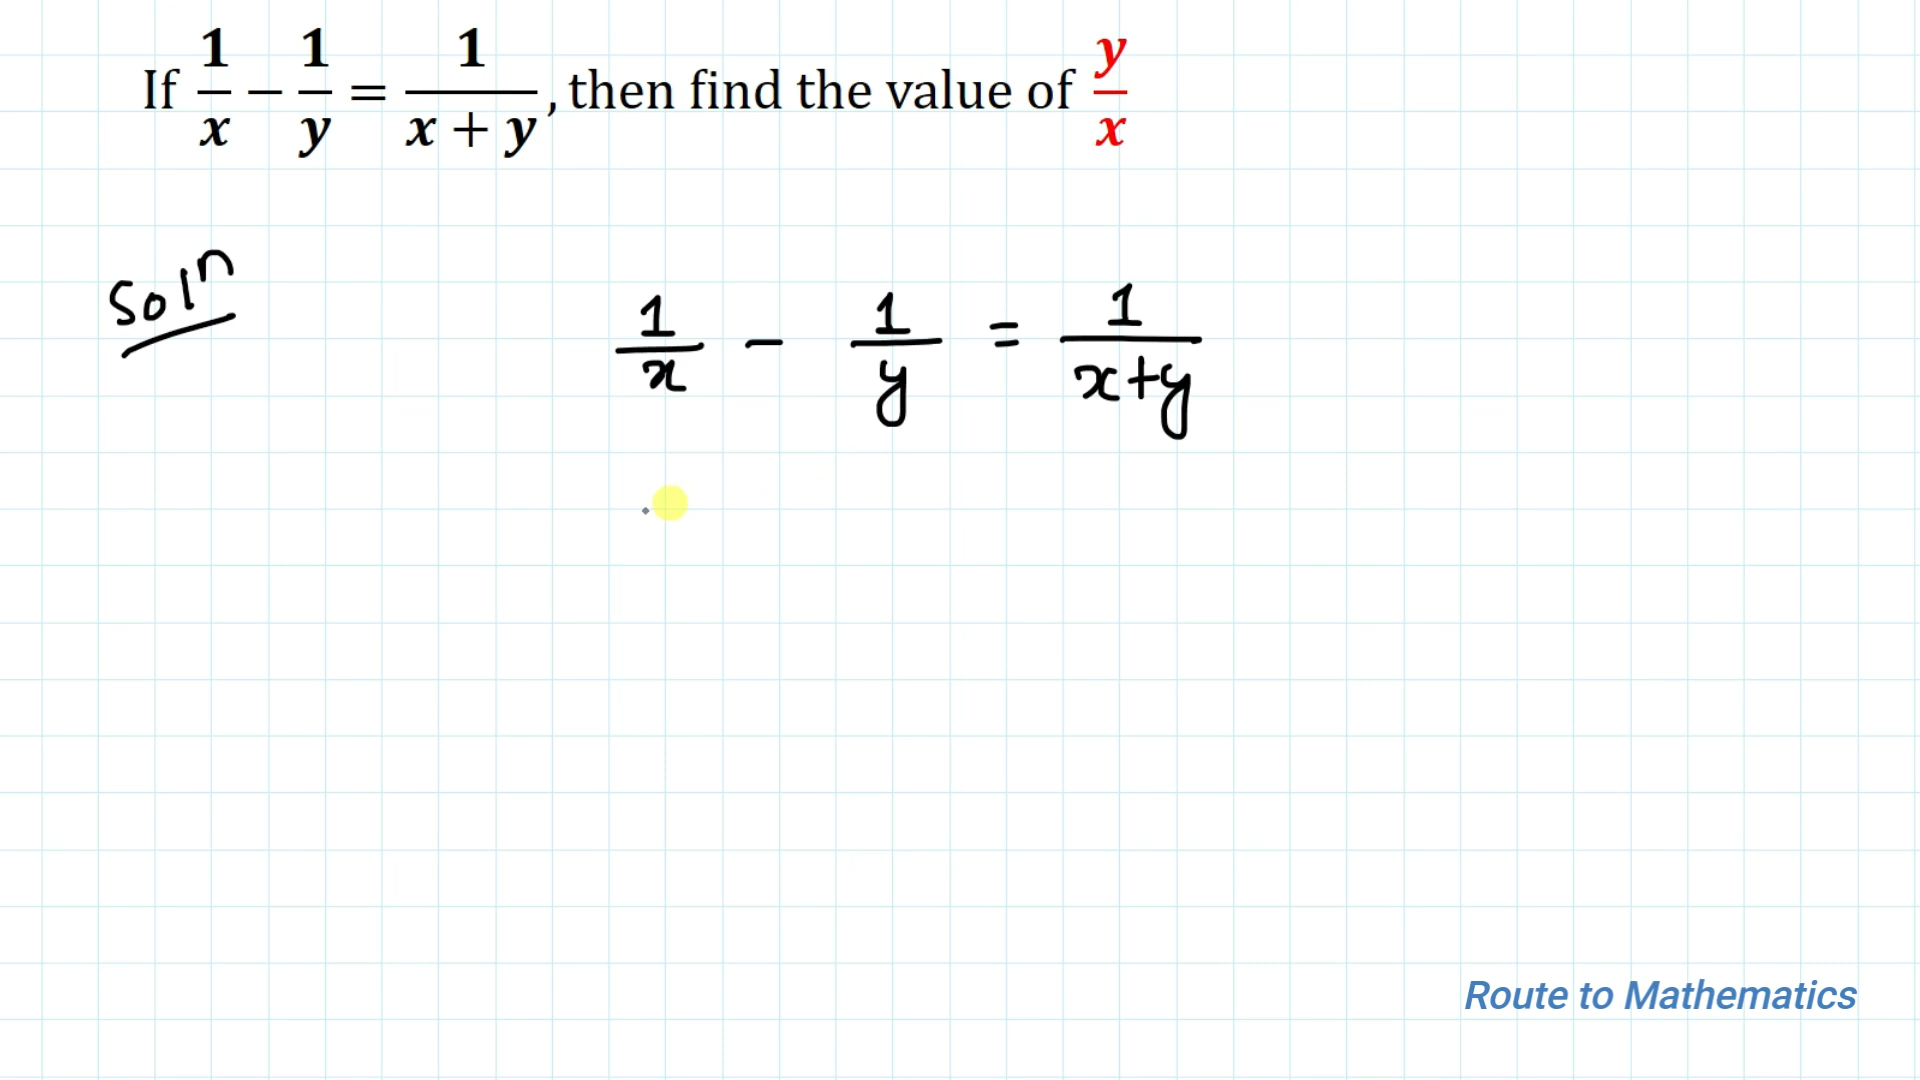 If 1/x − 1/y = 1/(x + y), then find the value of y/x
Soln
1/x − 1/y = 1/(x+y)
Route to Mathematics